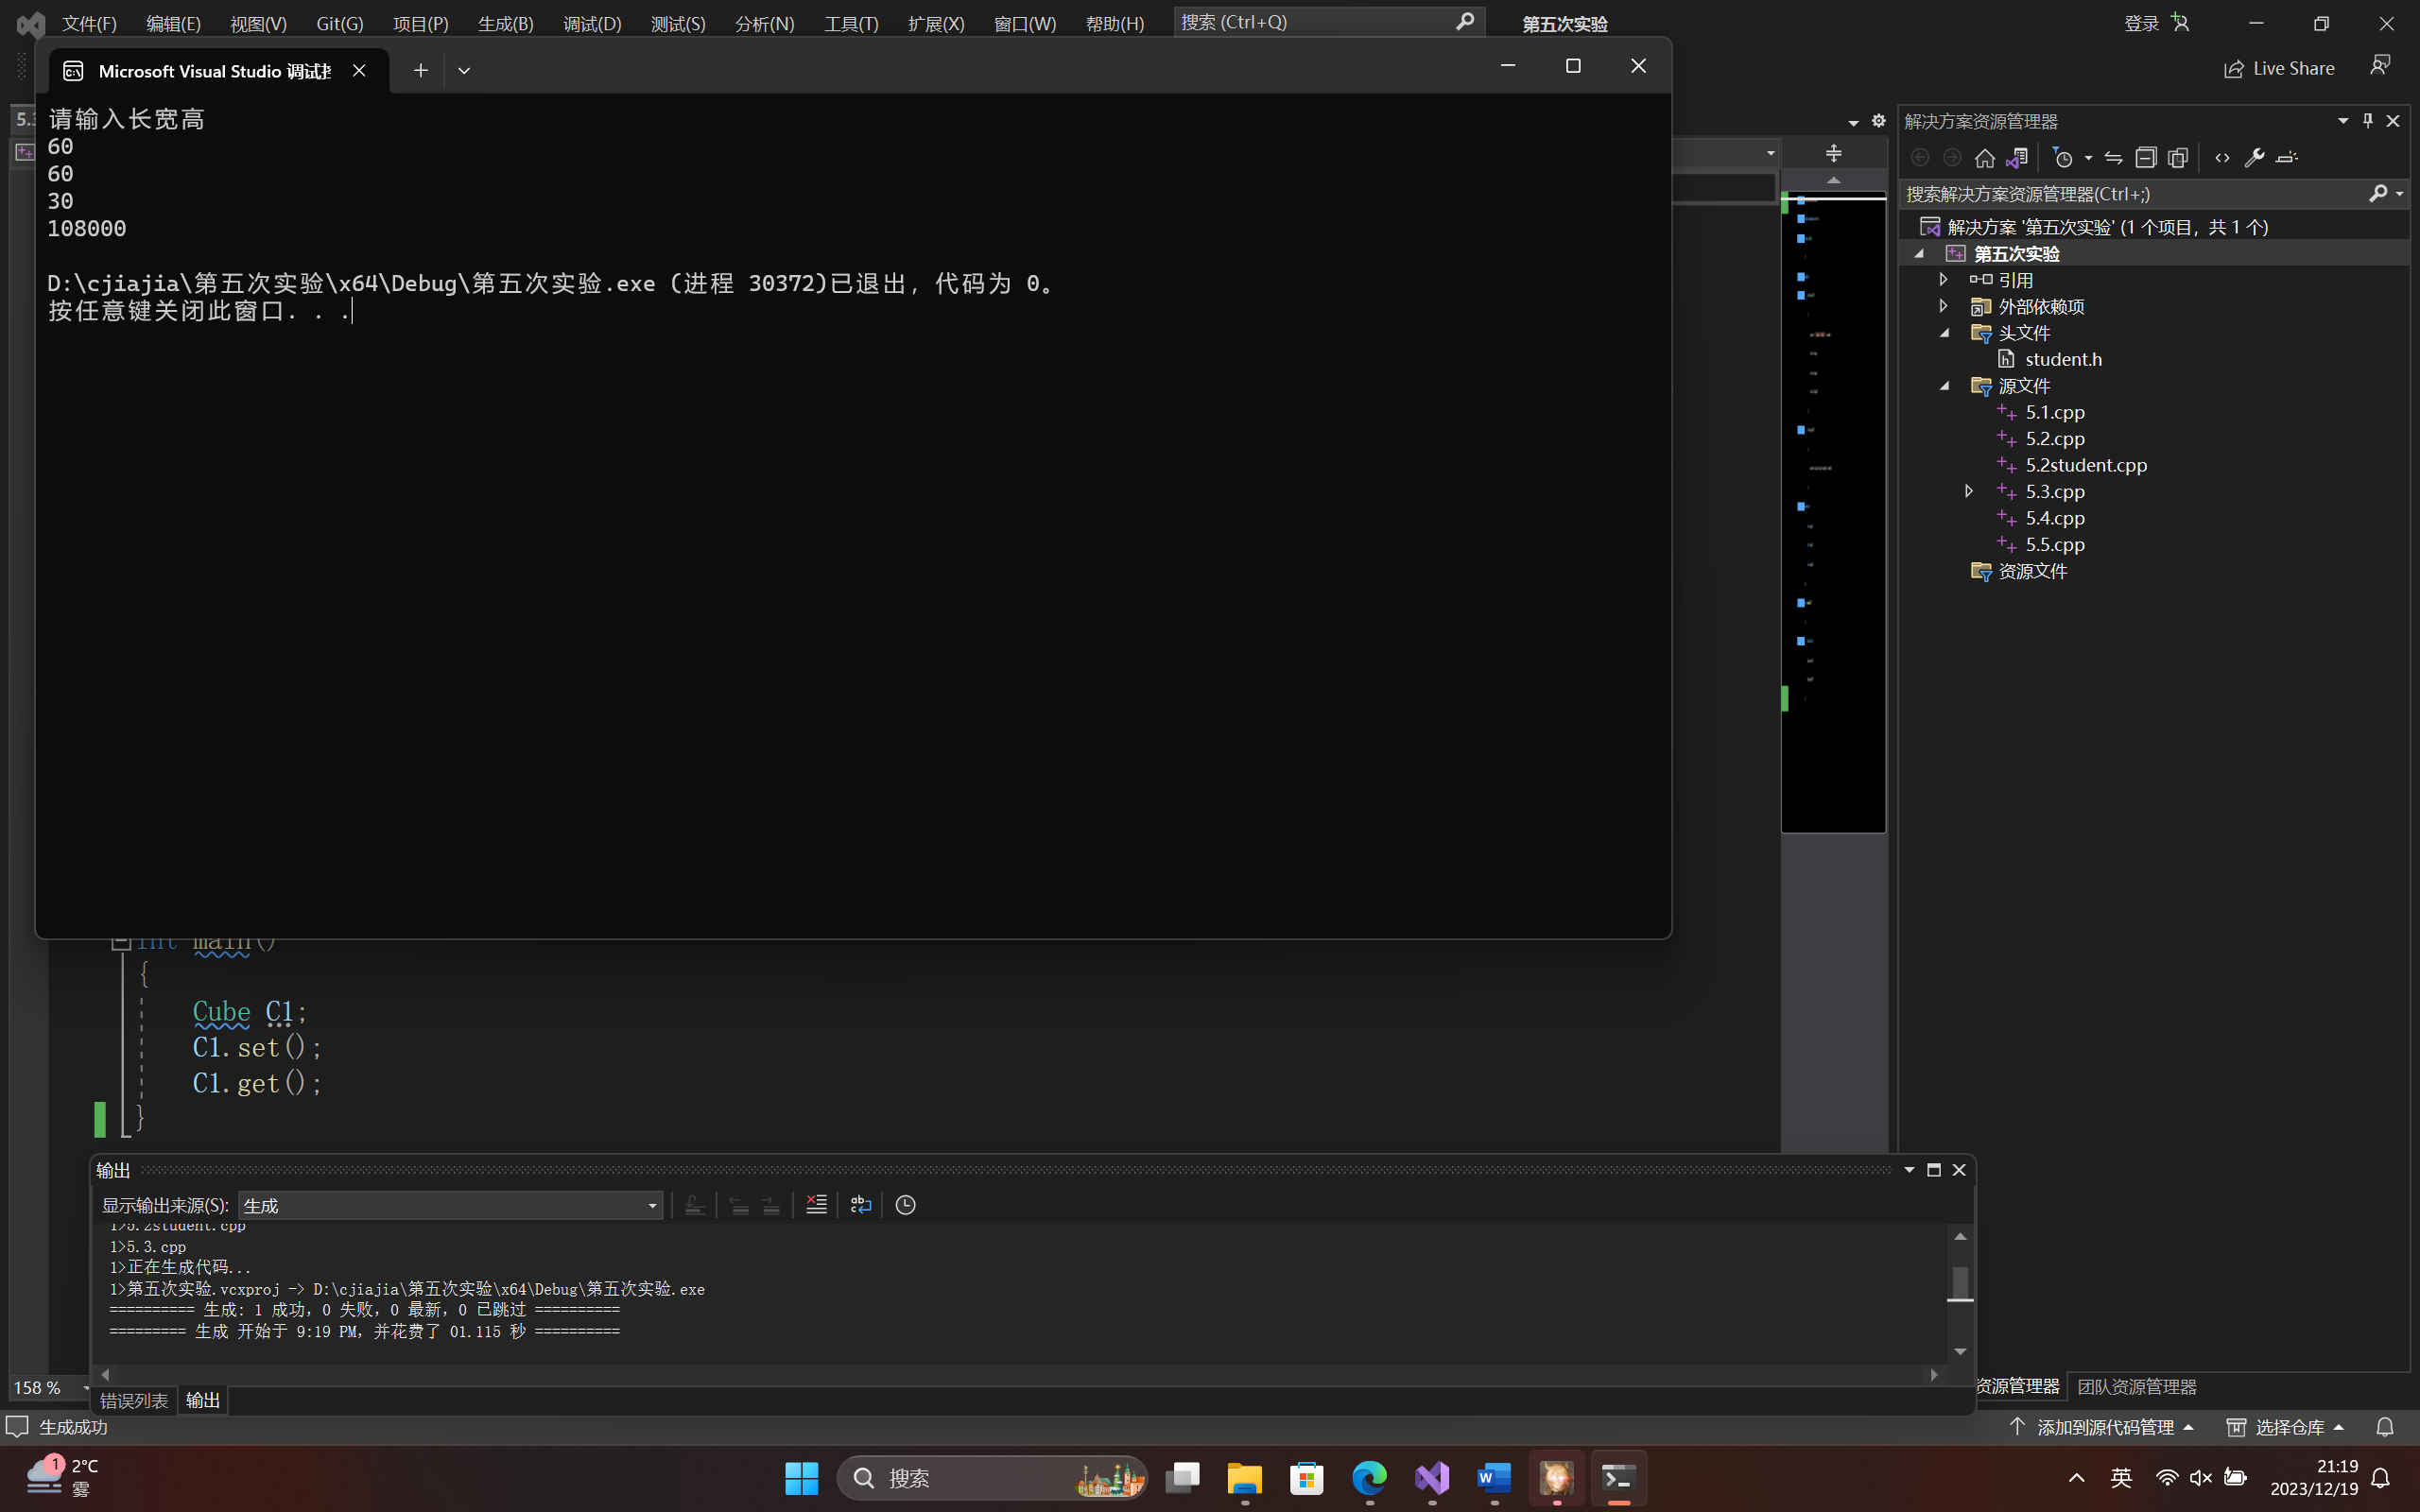 文件(F) 编辑(E) 视图(V) Git(G) 项目(P) 生成(B) 调试(D) 测试(S) 分析(N) 工具(T) 扩展(X) 窗口(W) 帮助(H) 搜索 (Ctrl+Q) 第五次实验 登录
Live Share
Microsoft Visual Studio 调试
请输入长宽高
60
60
30
108000
D:\cjiajia\第五次实验\x64\Debug\第五次实验.exe (进程 30372)已退出，代码为 0。
按任意键关闭此窗口. . .
解决方案资源管理器
搜索解决方案资源管理器(Ctrl+;)
解决方案 '第五次实验' (1 个项目，共 1 个)
第五次实验
引用
外部依赖项
头文件
student.h
源文件
5.1.cpp
5.2.cpp
5.2student.cpp
5.3.cpp
5.4.cpp
5.5.cpp
资源文件
int main()
{
Cube C1;
C1.set();
C1.get();
}
输出
显示输出来源(S): 生成
1>5.2student.cpp
1>5.3.cpp
1>正在生成代码...
1>第五次实验.vcxproj -> D:\cjiajia\第五次实验\x64\Debug\第五次实验.exe
========== 生成: 1 成功，0 失败，0 最新，0 已跳过 ==========
========= 生成 开始于 9:19 PM，并花费了 01.115 秒 ==========
158 %
错误列表 输出
资源管理器 团队资源管理器
生成成功
添加到源代码管理 选择仓库
1
2°C
雾
搜索
英
21:19
2023/12/19